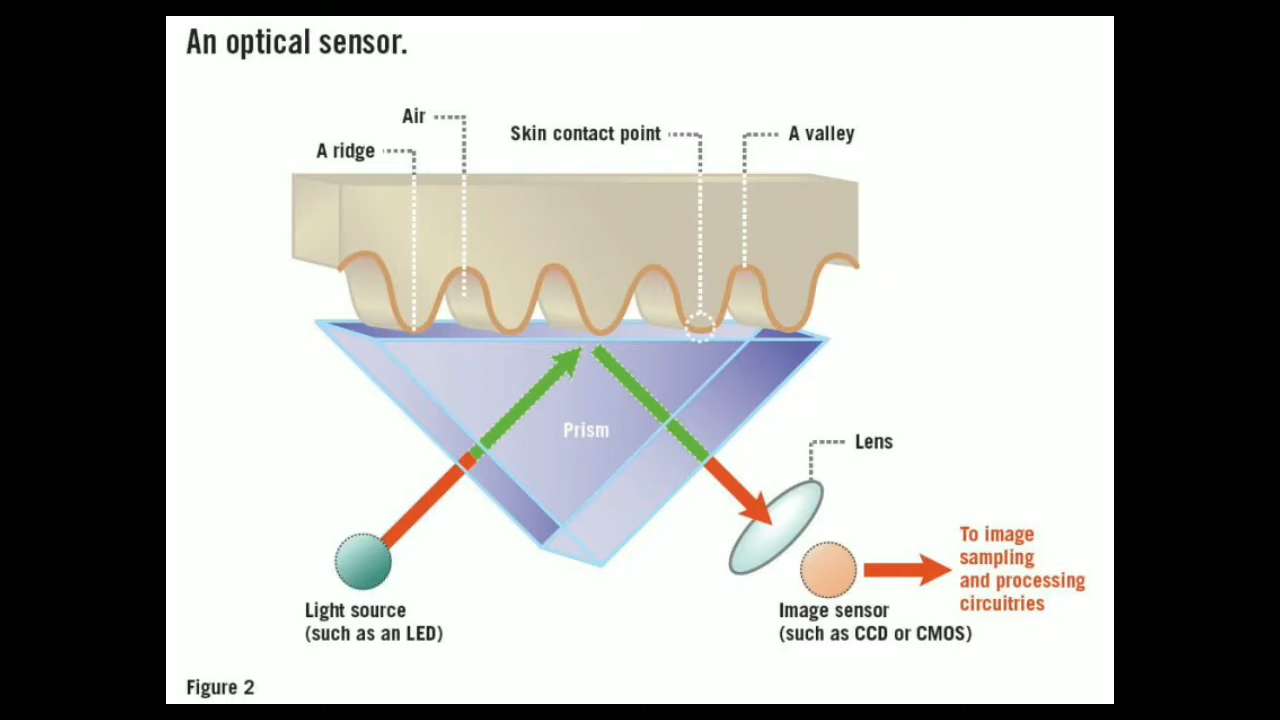 An optical sensor.
Air
A ridge
Skin contact point
A valley
Prism
Lens
To image
sampling
and processing
circuitries
Light source
(such as an LED)
Image sensor
(such as CCD or CMOS)
Figure 2